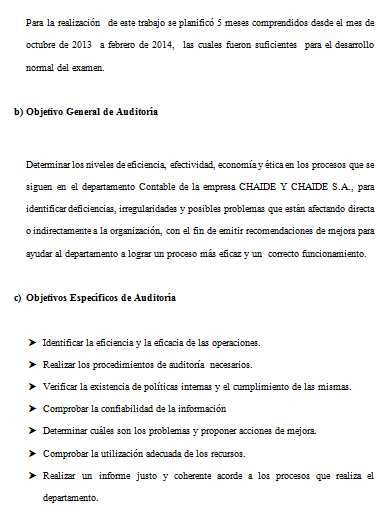 Para la realización de este trabajo se planificó 5 meses comprendidos desde el mes de
octubre de 2013 a febrero de 2014, las cuales fueron suficientes para el desarrollo
normal del examen.
b) Objetivo General de Auditoría
Determinar los niveles de eficiencia, efectividad, economía y ética en los procesos que se
siguen en el departamento Contable de la empresa CHAIDE Y CHAIDE S.A., para
identificar deficiencias, irregularidades y posibles problemas que están afectando directa
o indirectamente a la organización, con el fin de emitir recomendaciones de mejora para
ayudar al departamento a lograr un proceso más eficaz y un correcto funcionamiento.
c) Objetivos Específicos de Auditoría
➤ Identificar la eficiencia y la eficacia de las operaciones.
➤ Realizar los procedimientos de auditoría necesarios.
➤ Verificar la existencia de políticas internas y el cumplimiento de las mismas.
➤ Comprobar la confiabilidad de la información
➤ Determinar cuáles son los problemas y proponer acciones de mejora.
➤ Comprobar la utilización adecuada de los recursos.
➤ Realizar un informe justo y coherente acorde a los procesos que realiza el
departamento.